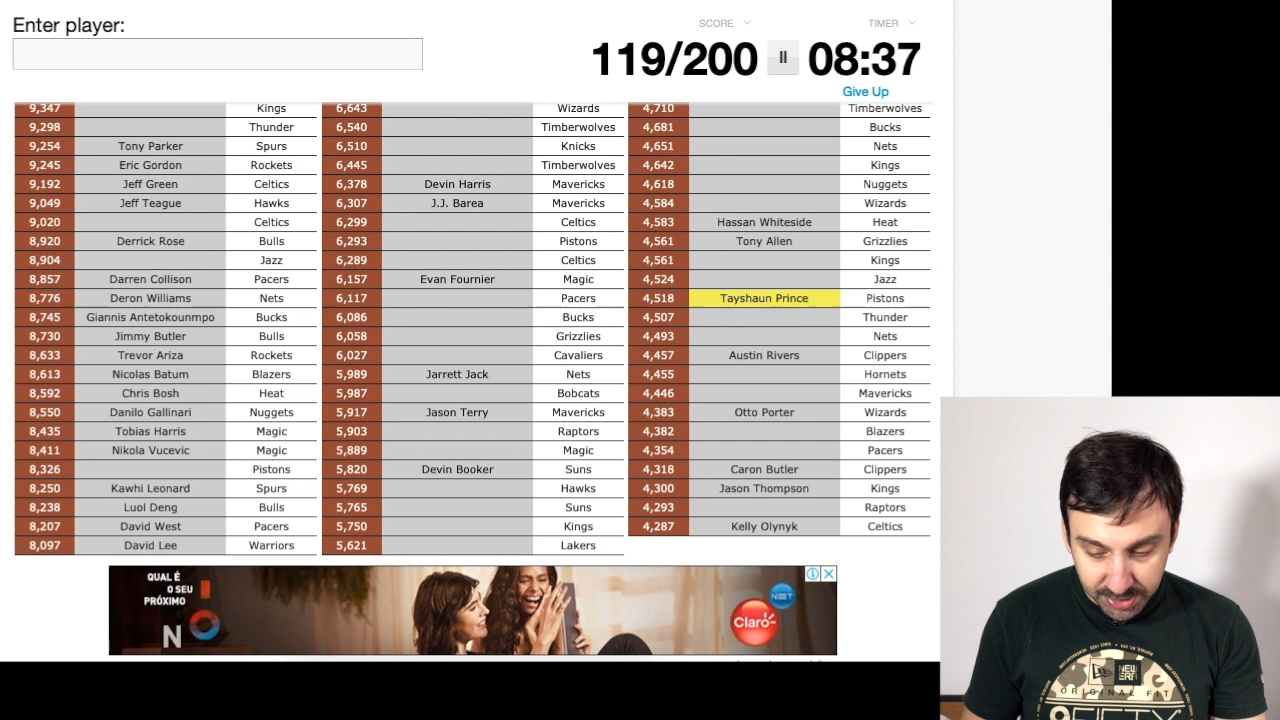 Enter player:
SCORE
TIMER
119/200
08:37
Give Up
9,347 Kings 6,643 Wizards 4,710 Timberwolves
9,298 Thunder 6,540 Timberwolves 4,681 Bucks
9,254 Tony Parker Spurs 6,510 Knicks 4,651 Nets
9,245 Eric Gordon Rockets 6,445 Timberwolves 4,642 Kings
9,192 Jeff Green Celtics 6,378 Devin Harris Mavericks 4,618 Nuggets
9,049 Jeff Teague Hawks 6,307 J.J. Barea Mavericks 4,584 Wizards
9,020 Celtics 6,299 Celtics 4,583 Hassan Whiteside Heat
8,920 Derrick Rose Bulls 6,293 Pistons 4,561 Tony Allen Grizzlies
8,904 Jazz 6,289 Celtics 4,561 Kings
8,857 Darren Collison Pacers 6,157 Evan Fournier Magic 4,524 Jazz
8,776 Deron Williams Nets 6,117 Pacers 4,518 Tayshaun Prince Pistons
8,745 Giannis Antetokounmpo Bucks 6,086 Bucks 4,507 Thunder
8,730 Jimmy Butler Bulls 6,058 Grizzlies 4,493 Nets
8,633 Trevor Ariza Rockets 6,027 Cavaliers 4,457 Austin Rivers Clippers
8,613 Nicolas Batum Blazers 5,989 Jarrett Jack Nets 4,455 Hornets
8,592 Chris Bosh Heat 5,987 Bobcats 4,446 Mavericks
8,550 Danilo Gallinari Nuggets 5,917 Jason Terry Mavericks 4,383 Otto Porter Wizards
8,435 Tobias Harris Magic 5,903 Raptors 4,382 Blazers
8,411 Nikola Vucevic Magic 5,889 Magic 4,354 Pacers
8,326 Pistons 5,820 Devin Booker Suns 4,318 Caron Butler Clippers
8,250 Kawhi Leonard Spurs 5,769 Hawks 4,300 Jason Thompson Kings
8,238 Luol Deng Bulls 5,765 Suns 4,293 Raptors
8,207 David West Pacers 5,750 Kings 4,287 Kelly Olynyk Celtics
8,097 David Lee Warriors 5,621 Lakers
QUAL É
O SEU
PRÓXIMO
N
NET
Claro
NEW ERA
ORIGINAL FIT
9FIFTY